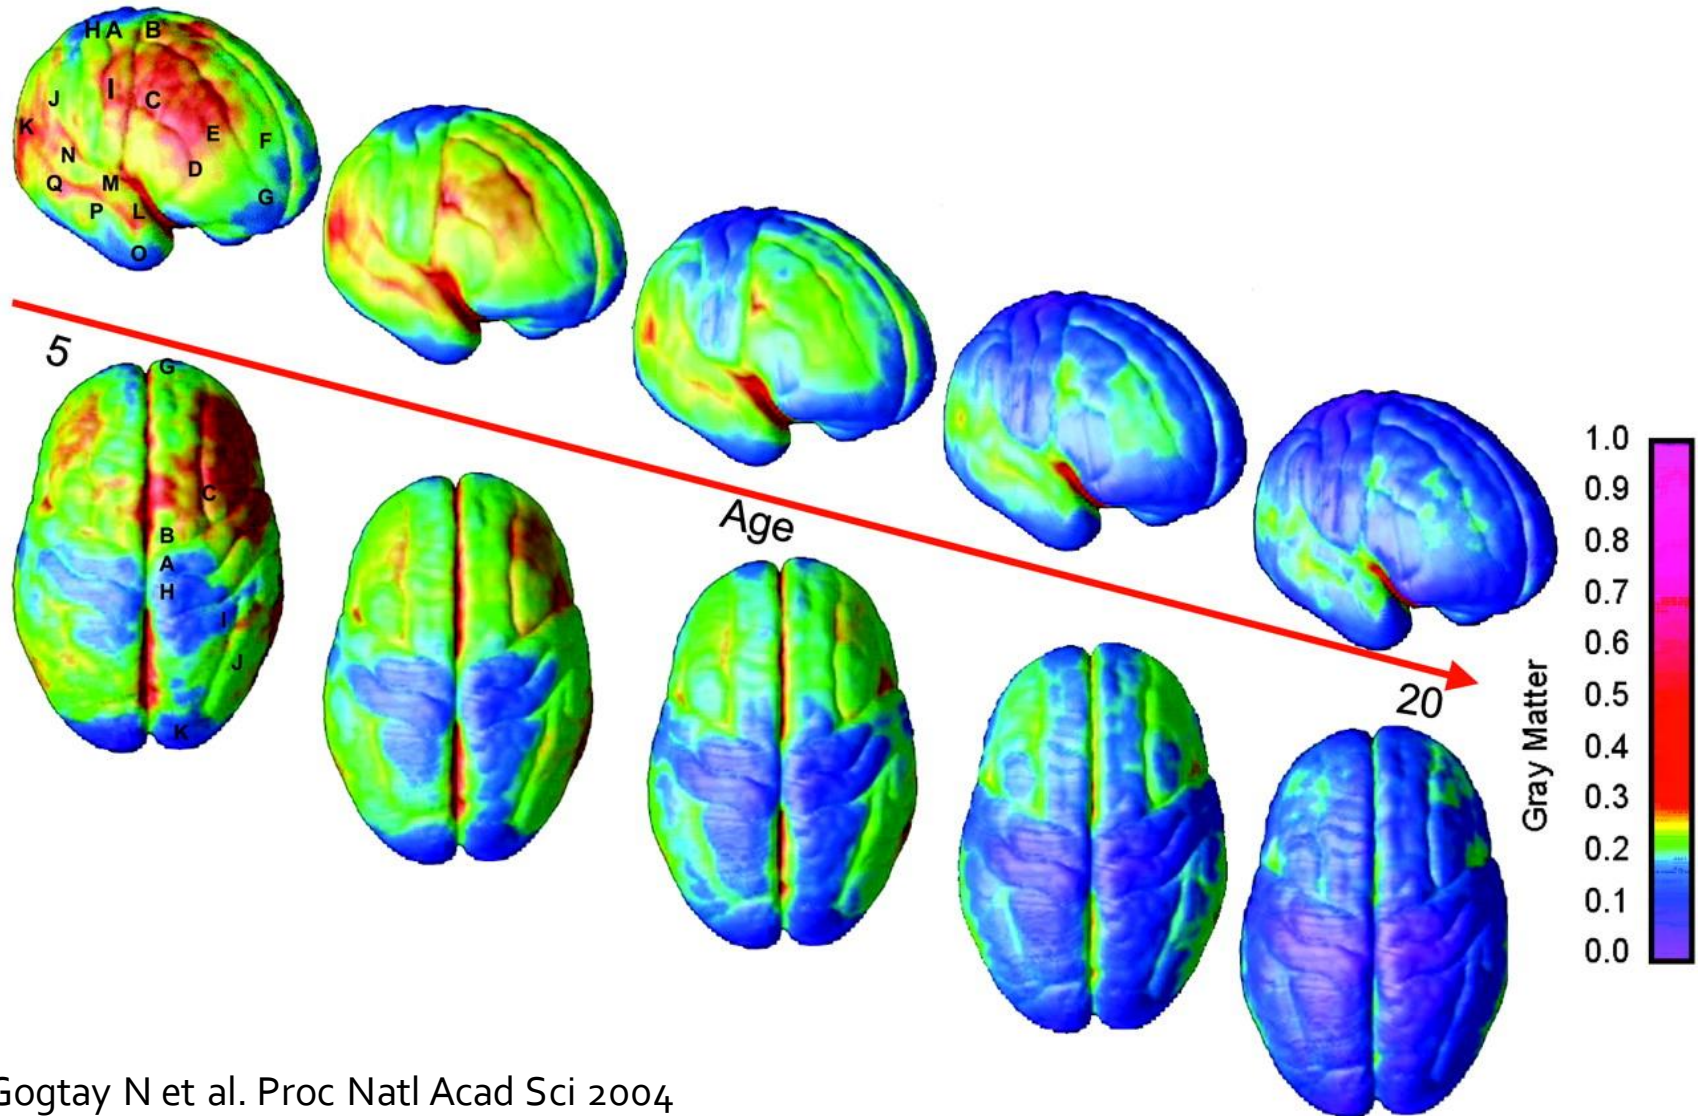 H A B
I
J C
K E F
N D
Q M G
P L
O
5
G
C
B
A
H
I
J
K
Age
20
Gray Matter
1.0
0.9
0.8
0.7
0.6
0.5
0.4
0.3
0.2
0.1
0.0
Gogtay N et al. Proc Natl Acad Sci 2004